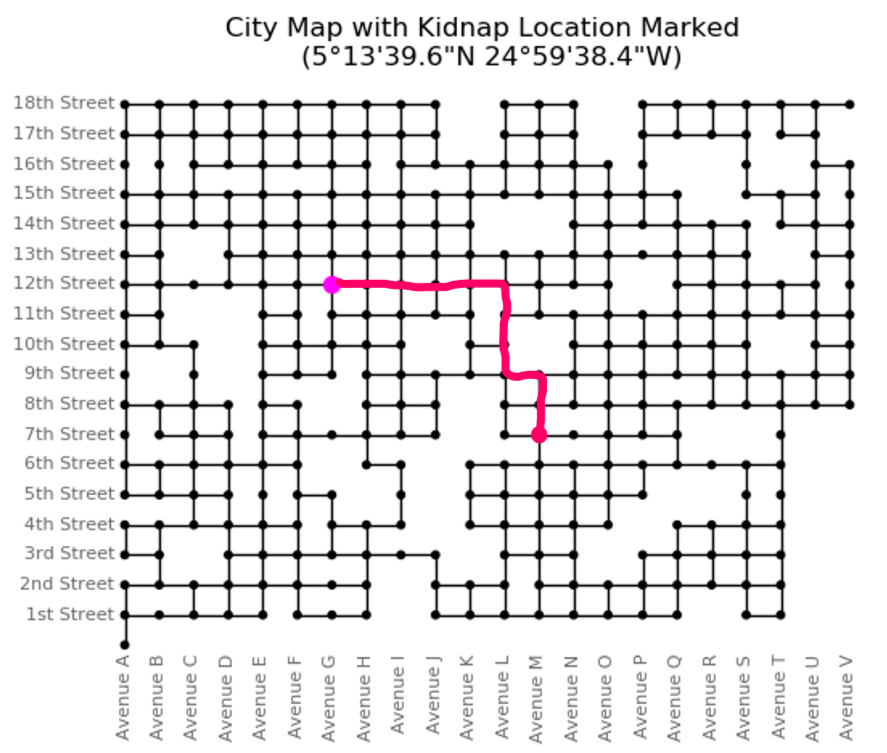 City Map with Kidnap Location Marked
(5°13'39.6"N 24°59'38.4"W)
18th Street
17th Street
16th Street
15th Street
14th Street
13th Street
12th Street
11th Street
10th Street
9th Street
8th Street
7th Street
6th Street
5th Street
4th Street
3rd Street
2nd Street
1st Street
Avenue A
Avenue B
Avenue C
Avenue D
Avenue E
Avenue F
Avenue G
Avenue H
Avenue I
Avenue J
Avenue K
Avenue L
Avenue M
Avenue N
Avenue O
Avenue P
Avenue Q
Avenue R
Avenue S
Avenue T
Avenue U
Avenue V